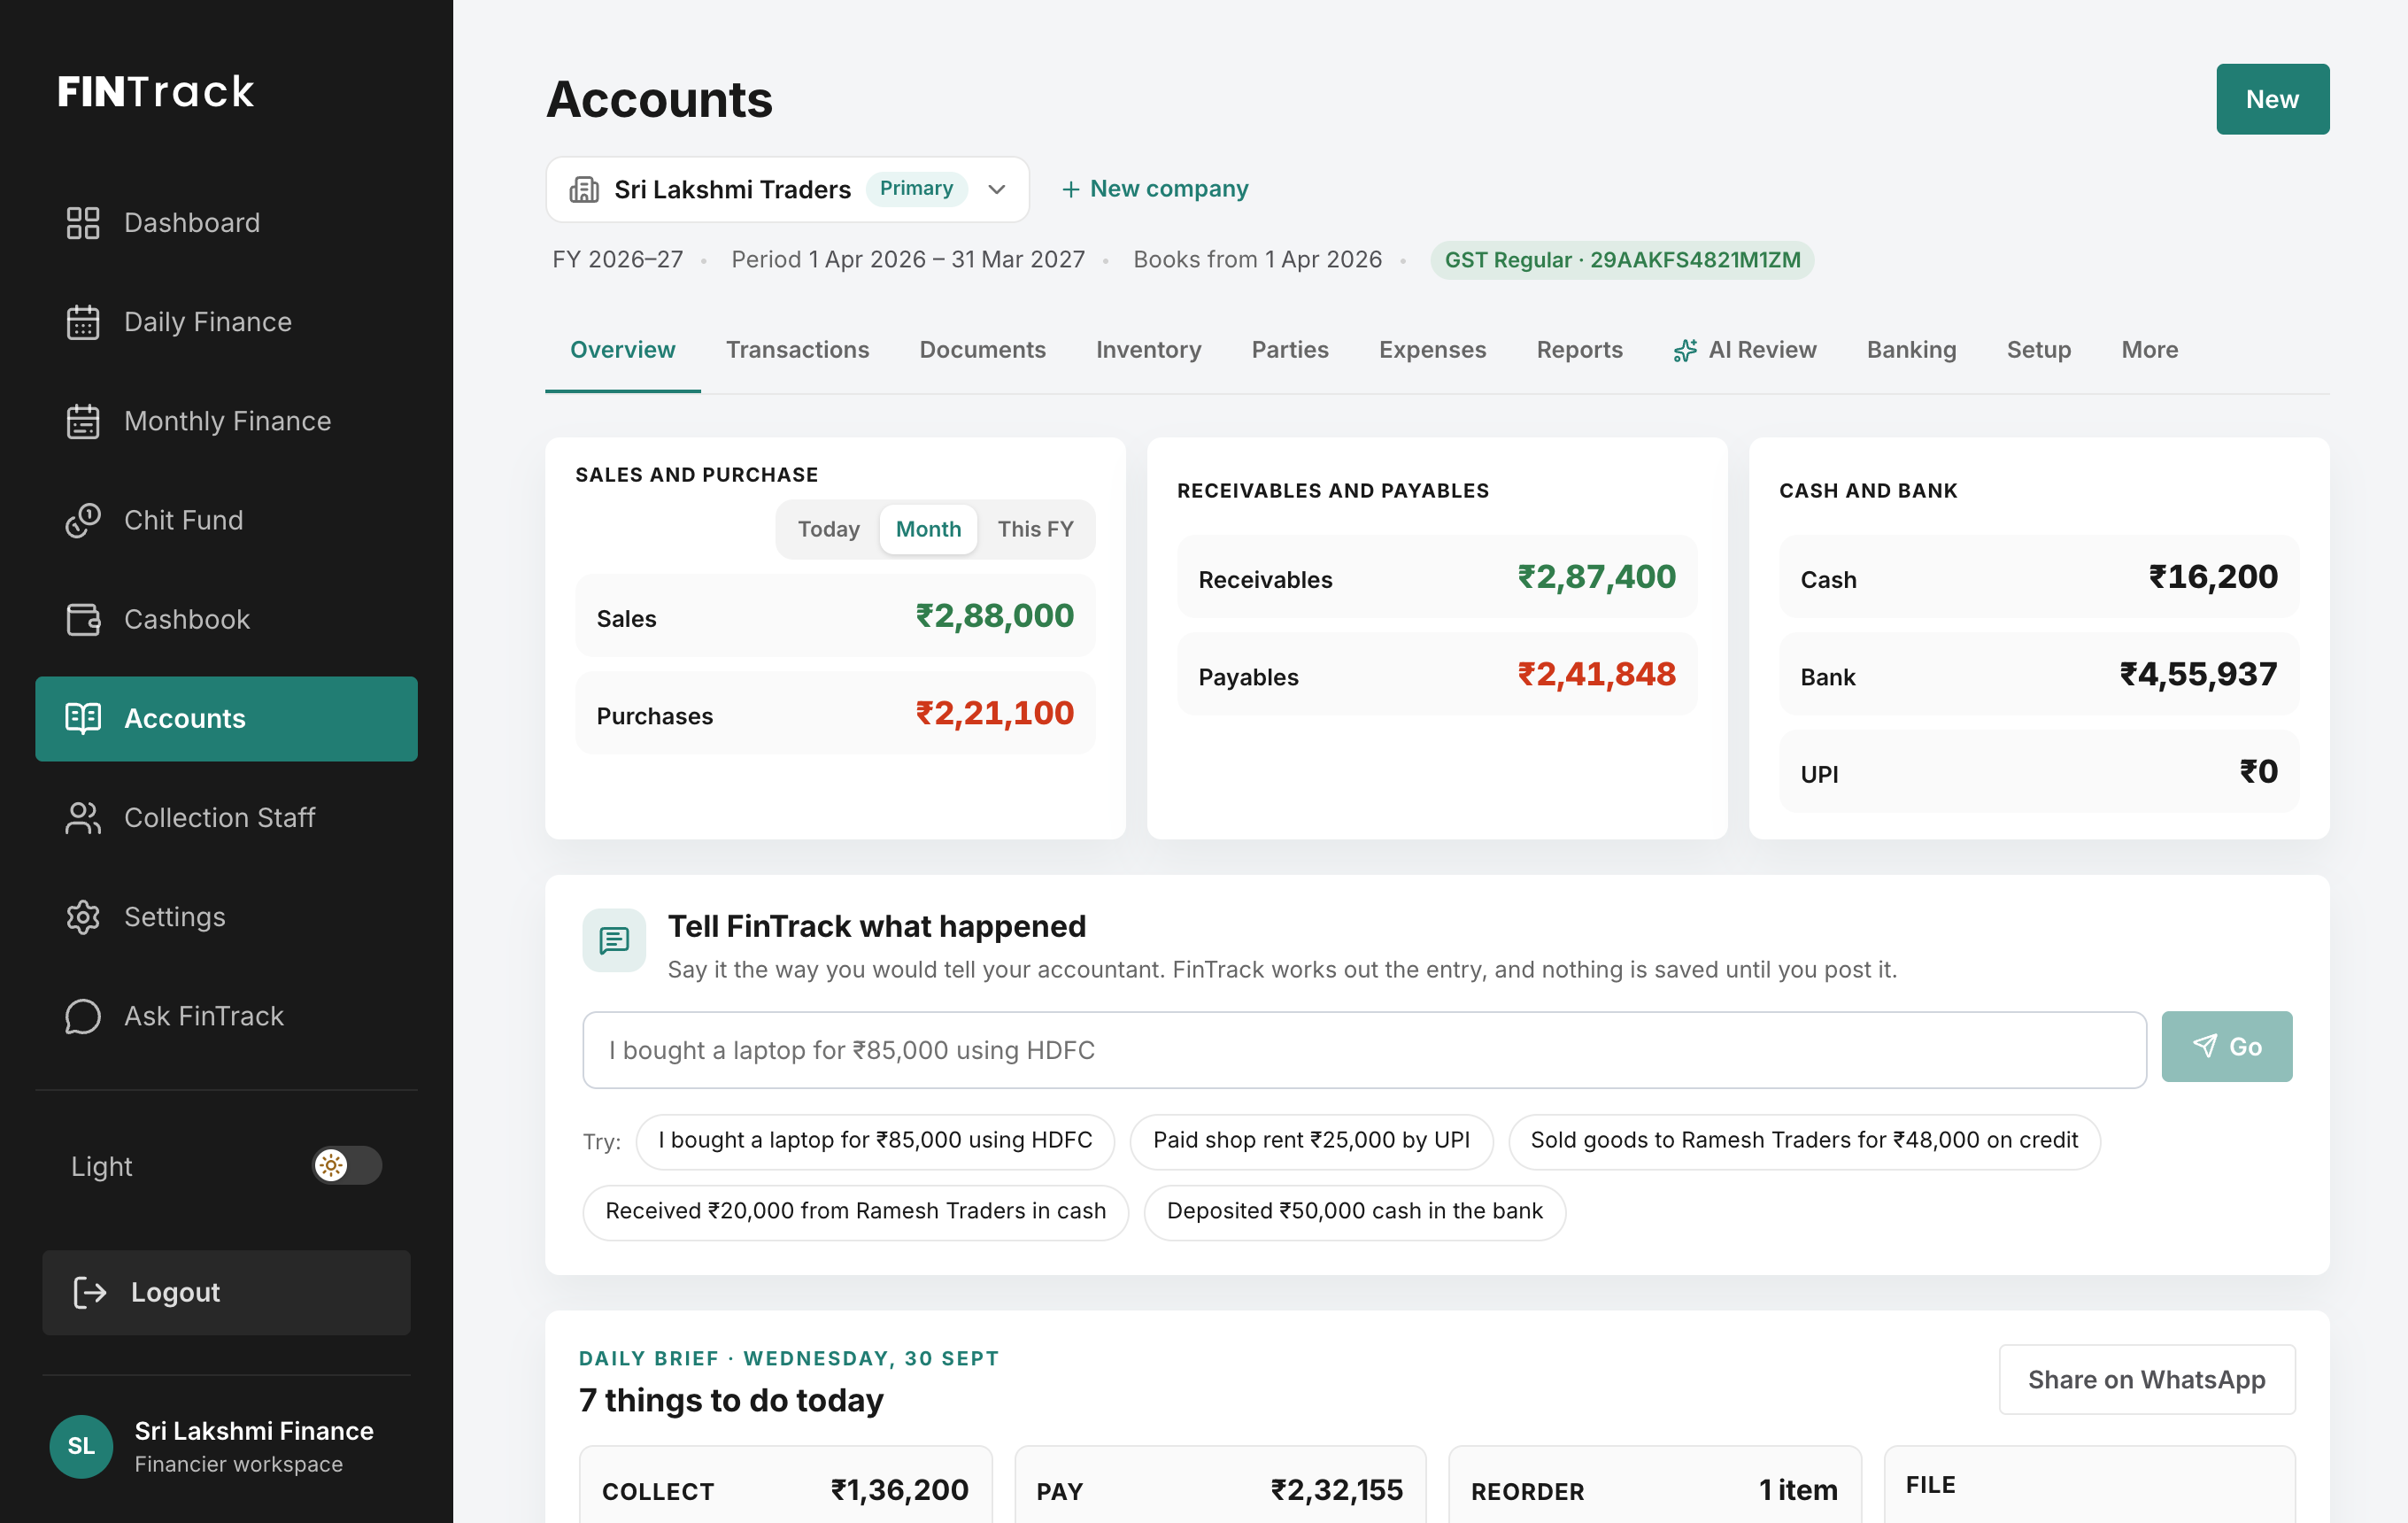 FINTrack
Dashboard
Daily Finance
Monthly Finance
Chit Fund
Cashbook
Accounts
Collection Staff
Settings
Ask FinTrack
Light
Logout
SL
Sri Lakshmi Finance
Financier workspace
Accounts
New
Sri Lakshmi Traders Primary
+ New company
FY 2026–27 • Period 1 Apr 2026 – 31 Mar 2027 • Books from 1 Apr 2026 • GST Regular · 29AAKFS4821M1ZM
Overview Transactions Documents Inventory Parties Expenses Reports AI Review Banking Setup More
SALES AND PURCHASE
Today Month This FY
Sales ₹2,88,000
Purchases ₹2,21,100
RECEIVABLES AND PAYABLES
Receivables ₹2,87,400
Payables ₹2,41,848
CASH AND BANK
Cash ₹16,200
Bank ₹4,55,937
UPI ₹0
Tell FinTrack what happened
Say it the way you would tell your accountant. FinTrack works out the entry, and nothing is saved until you post it.
I bought a laptop for ₹85,000 using HDFC
Go
Try: I bought a laptop for ₹85,000 using HDFC Paid shop rent ₹25,000 by UPI Sold goods to Ramesh Traders for ₹48,000 on credit
Received ₹20,000 from Ramesh Traders in cash Deposited ₹50,000 cash in the bank
DAILY BRIEF · WEDNESDAY, 30 SEPT
7 things to do today
Share on WhatsApp
COLLECT ₹1,36,200
PAY ₹2,32,155
REORDER 1 item
FILE